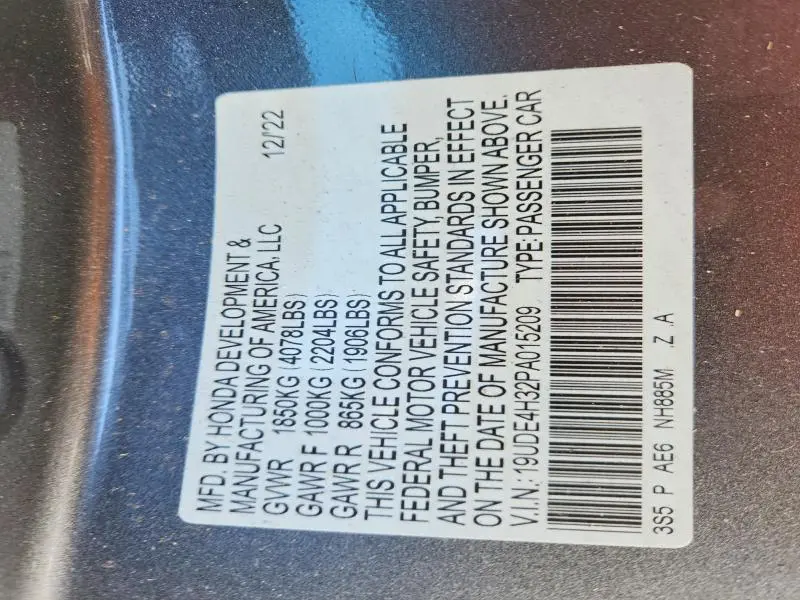 MFD. BY HONDA DEVELOPMENT &
MANUFACTURING OF AMERICA, LLC 12/22
GVWR 1850KG (4078LBS)
GAWR F 1000KG (2204LBS)
GAWR R 865KG (1906LBS)
THIS VEHICLE CONFORMS TO ALL APPLICABLE
FEDERAL MOTOR VEHICLE SAFETY, BUMPER,
AND THEFT PREVENTION STANDARDS IN EFFECT
ON THE DATE OF MANUFACTURE SHOWN ABOVE.
V.I.N.: 19UDE4H32PA015209 TYPE: PASSENGER CAR
3S5 P AE6 NH885M Z A